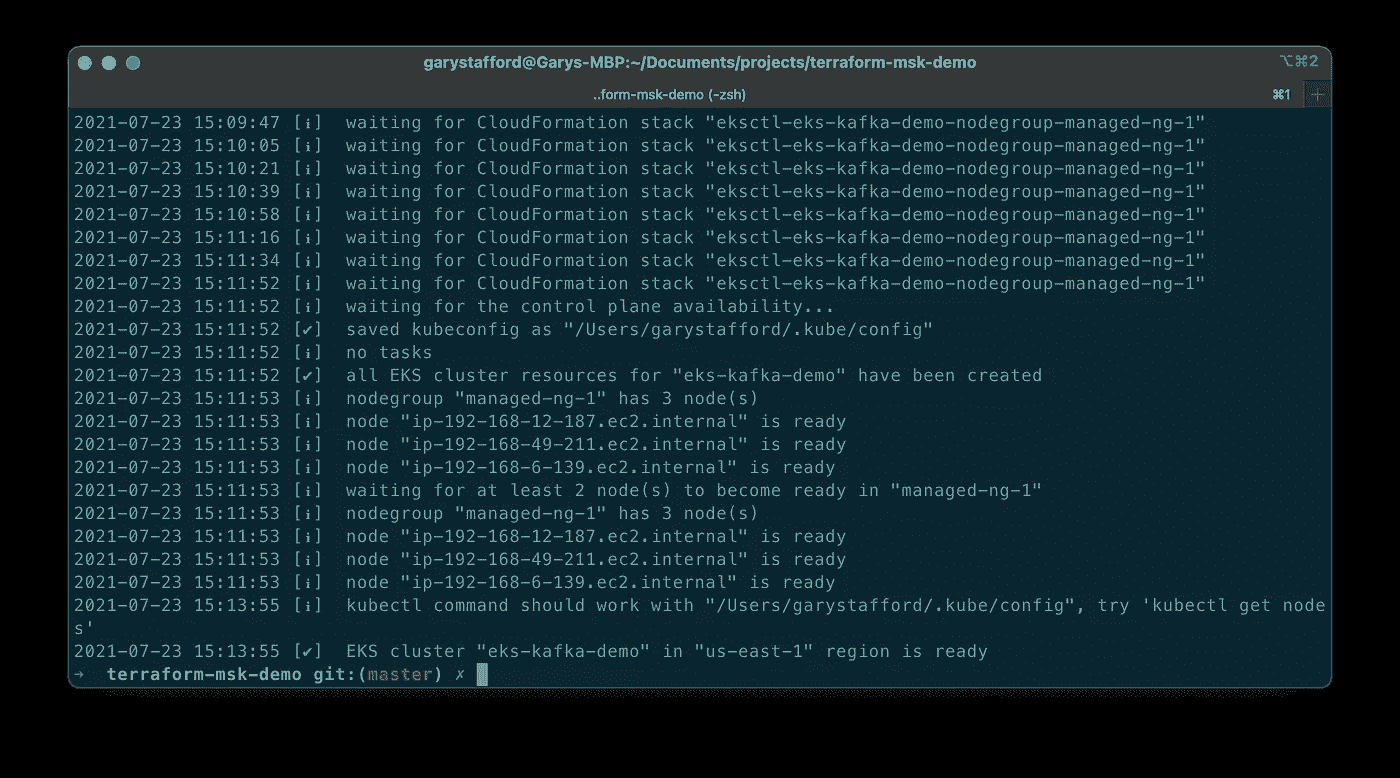 garystafford@Garys-MBP:~/Documents/projects/terraform-msk-demo
⌥⌘2
..form-msk-demo (-zsh)
⌘1
+
2021-07-23 15:09:47 [ℹ]  waiting for CloudFormation stack "eksctl-eks-kafka-demo-nodegroup-managed-ng-1"
2021-07-23 15:10:05 [ℹ]  waiting for CloudFormation stack "eksctl-eks-kafka-demo-nodegroup-managed-ng-1"
2021-07-23 15:10:21 [ℹ]  waiting for CloudFormation stack "eksctl-eks-kafka-demo-nodegroup-managed-ng-1"
2021-07-23 15:10:39 [ℹ]  waiting for CloudFormation stack "eksctl-eks-kafka-demo-nodegroup-managed-ng-1"
2021-07-23 15:10:58 [ℹ]  waiting for CloudFormation stack "eksctl-eks-kafka-demo-nodegroup-managed-ng-1"
2021-07-23 15:11:16 [ℹ]  waiting for CloudFormation stack "eksctl-eks-kafka-demo-nodegroup-managed-ng-1"
2021-07-23 15:11:34 [ℹ]  waiting for CloudFormation stack "eksctl-eks-kafka-demo-nodegroup-managed-ng-1"
2021-07-23 15:11:52 [ℹ]  waiting for CloudFormation stack "eksctl-eks-kafka-demo-nodegroup-managed-ng-1"
2021-07-23 15:11:52 [ℹ]  waiting for the control plane availability...
2021-07-23 15:11:52 [✔]  saved kubeconfig as "/Users/garystafford/.kube/config"
2021-07-23 15:11:52 [ℹ]  no tasks
2021-07-23 15:11:52 [✔]  all EKS cluster resources for "eks-kafka-demo" have been created
2021-07-23 15:11:53 [ℹ]  nodegroup "managed-ng-1" has 3 node(s)
2021-07-23 15:11:53 [ℹ]  node "ip-192-168-12-187.ec2.internal" is ready
2021-07-23 15:11:53 [ℹ]  node "ip-192-168-49-211.ec2.internal" is ready
2021-07-23 15:11:53 [ℹ]  node "ip-192-168-6-139.ec2.internal" is ready
2021-07-23 15:11:53 [ℹ]  waiting for at least 2 node(s) to become ready in "managed-ng-1"
2021-07-23 15:11:53 [ℹ]  nodegroup "managed-ng-1" has 3 node(s)
2021-07-23 15:11:53 [ℹ]  node "ip-192-168-12-187.ec2.internal" is ready
2021-07-23 15:11:53 [ℹ]  node "ip-192-168-49-211.ec2.internal" is ready
2021-07-23 15:11:53 [ℹ]  node "ip-192-168-6-139.ec2.internal" is ready
2021-07-23 15:13:55 [ℹ]  kubectl command should work with "/Users/garystafford/.kube/config", try 'kubectl get node
s'
2021-07-23 15:13:55 [✔]  EKS cluster "eks-kafka-demo" in "us-east-1" region is ready
→  terraform-msk-demo git:(master) ✗